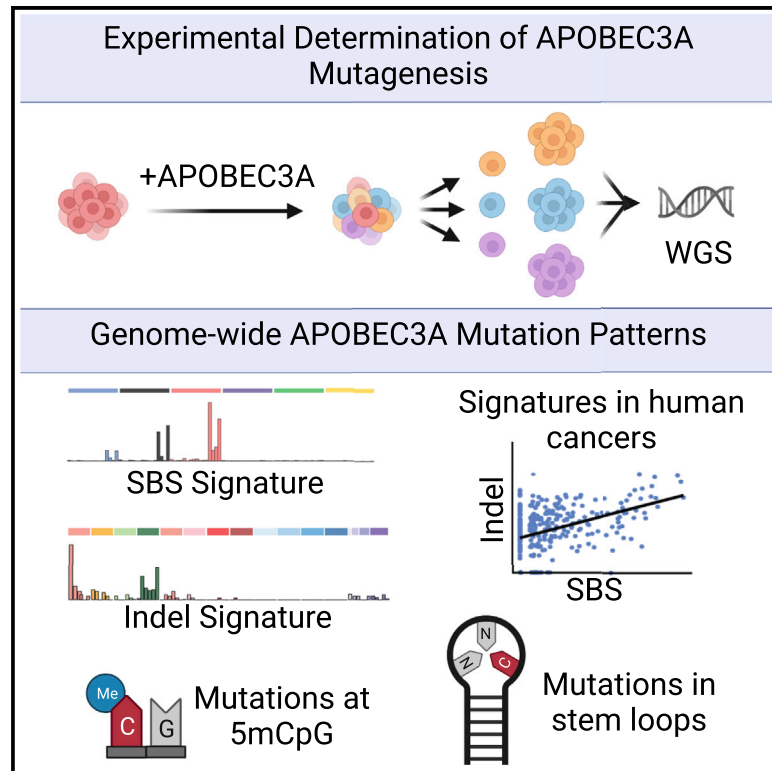 Experimental Determination of APOBEC3A
Mutagenesis
+APOBEC3A
WGS
Genome-wide APOBEC3A Mutation Patterns
SBS Signature
Indel Signature
Signatures in human
cancers
Indel
SBS
Me
C
G
Mutations at
5mCpG
N
N
C
Mutations in
stem loops